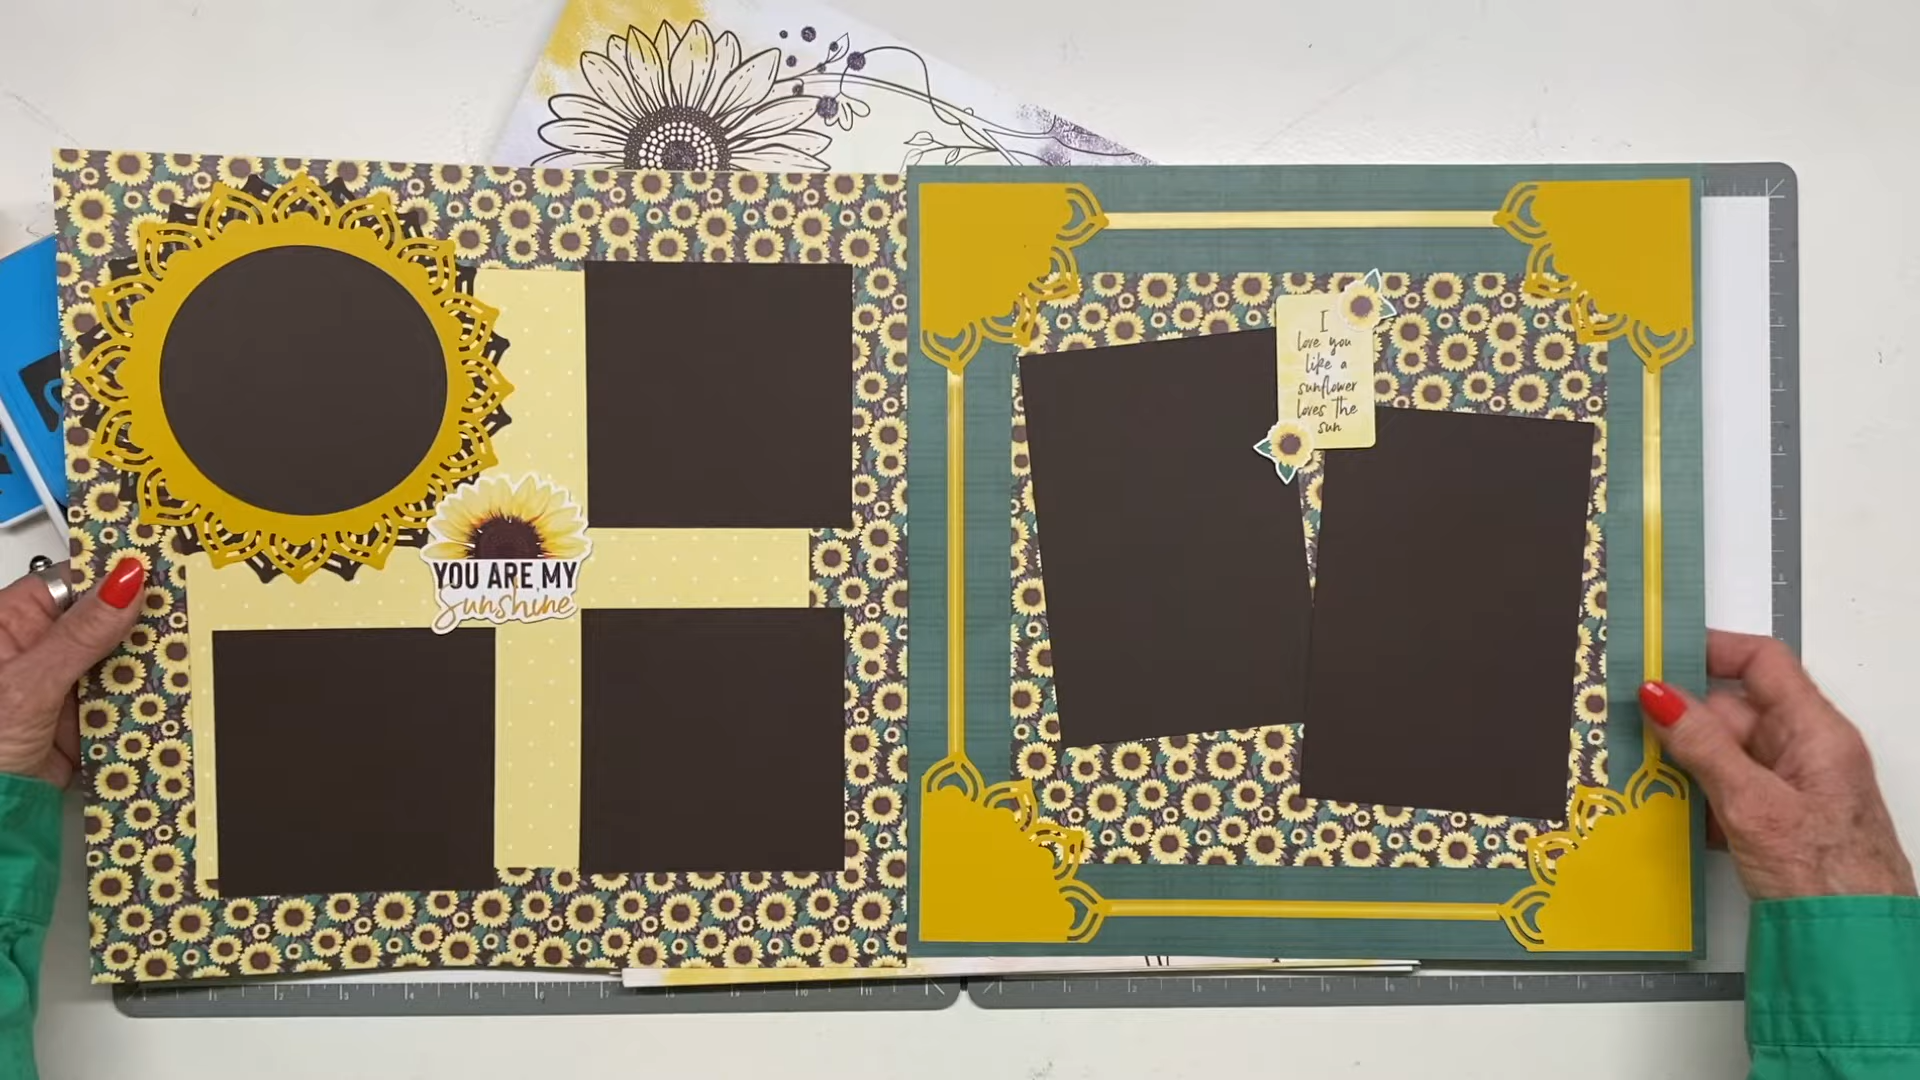 YOU ARE MY
sunshine
I
love you
like a
sunflower
loves the
sun